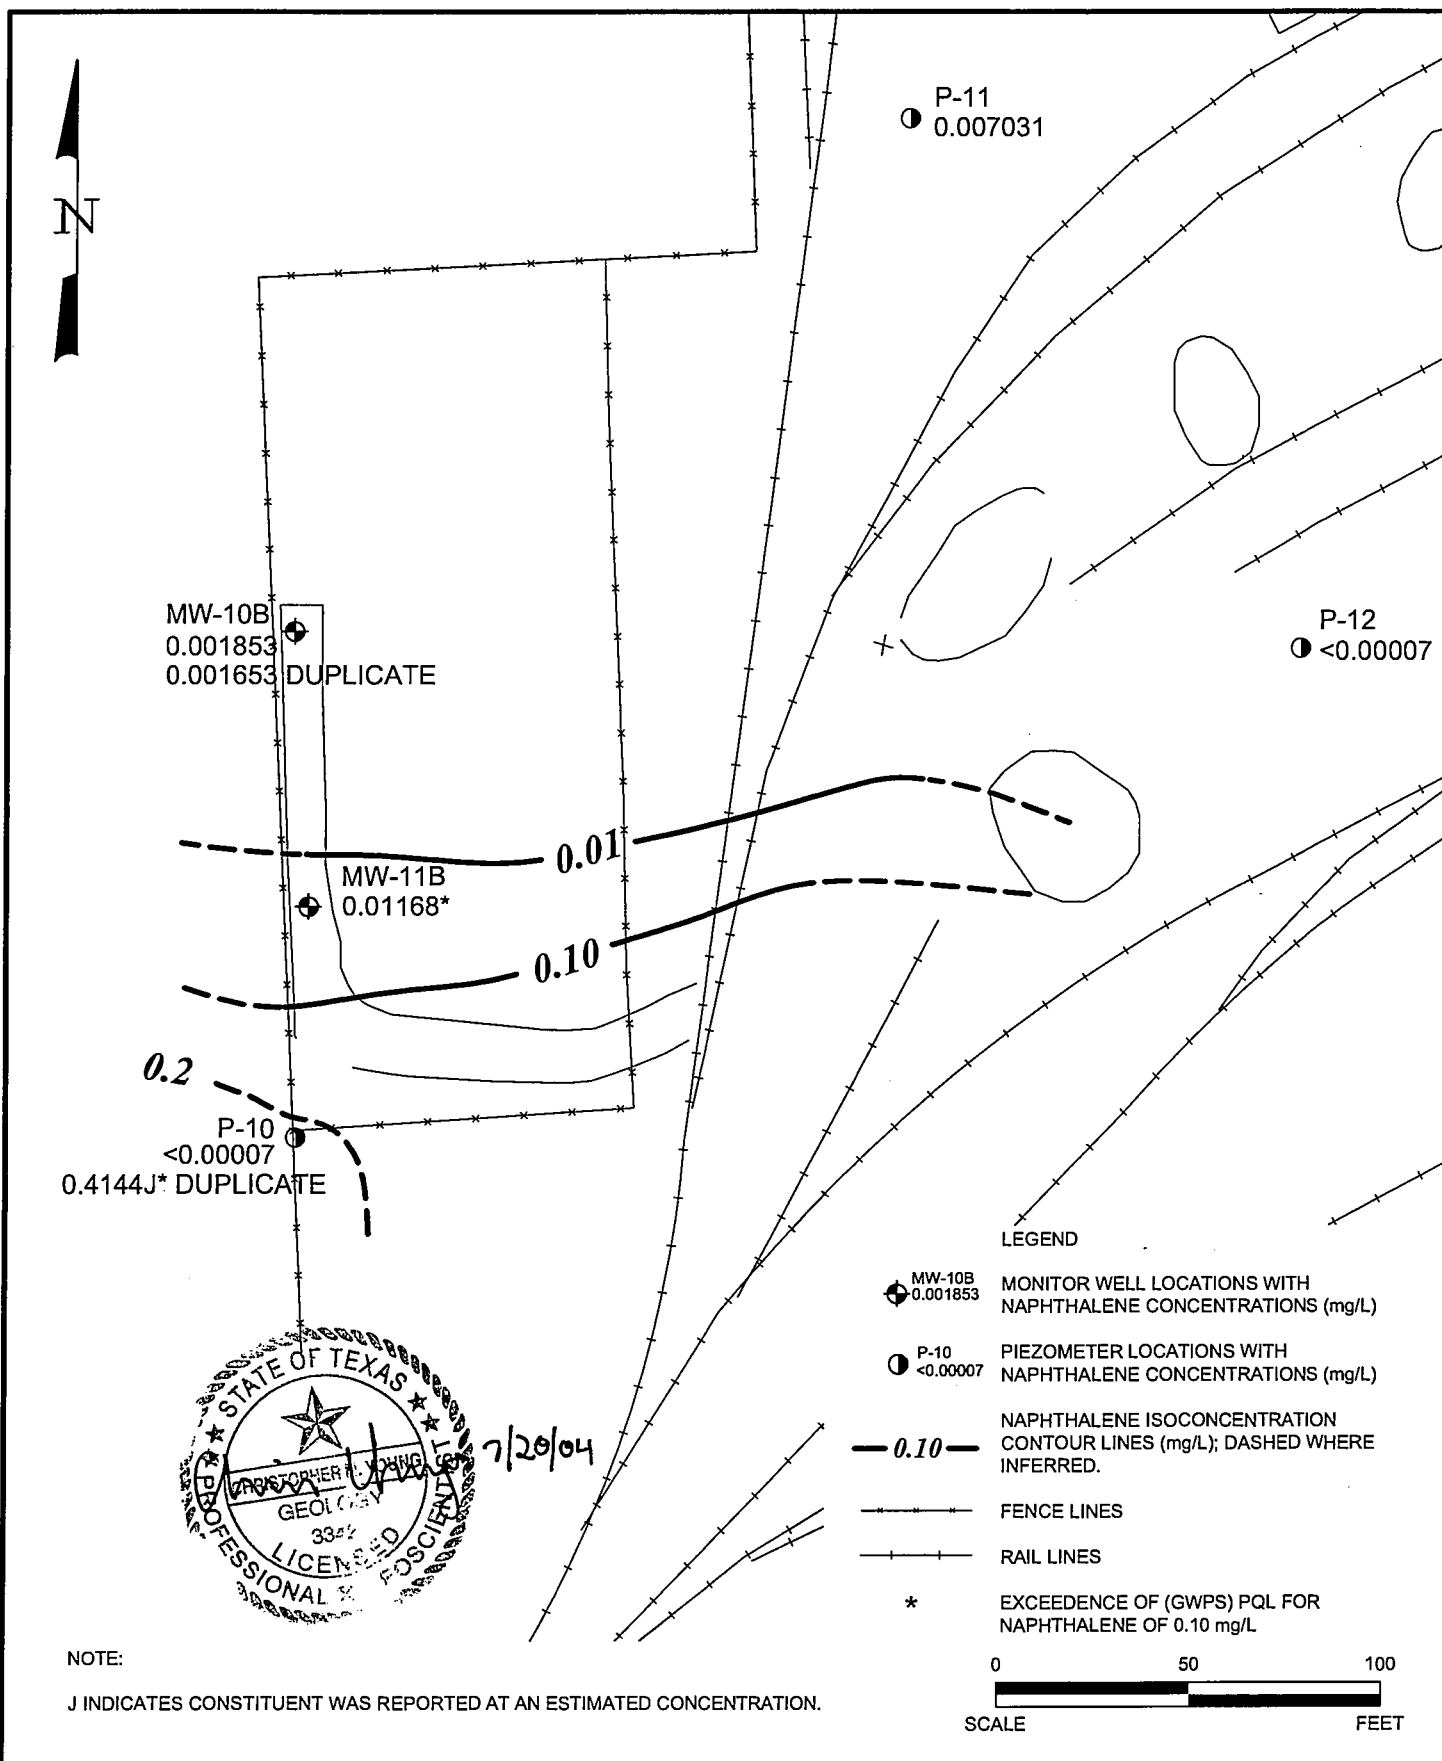 N
P-11
0.007031
MW-10B
0.001853
0.001653 DUPLICATE
P-12
<0.00007
0.01
MW-11B
0.01168*
0.10
0.2
P-10
<0.00007
0.4144J* DUPLICATE
LEGEND
MW-10B
0.001853
MONITOR WELL LOCATIONS WITH
NAPHTHALENE CONCENTRATIONS (mg/L)
P-10
<0.00007
PIEZOMETER LOCATIONS WITH
NAPHTHALENE CONCENTRATIONS (mg/L)
0.10
NAPHTHALENE ISOCONCENTRATION
CONTOUR LINES (mg/L); DASHED WHERE
INFERRED.
FENCE LINES
RAIL LINES
*
EXCEEDENCE OF (GWPS) PQL FOR
NAPHTHALENE OF 0.10 mg/L
STATE OF TEXAS
CHRISTOPHER YOUNG
GEOLOGY
LICENSED
PROFESSIONAL
7/20/04
NOTE:
J INDICATES CONSTITUENT WAS REPORTED AT AN ESTIMATED CONCENTRATION.
0 50 100
SCALE FEET